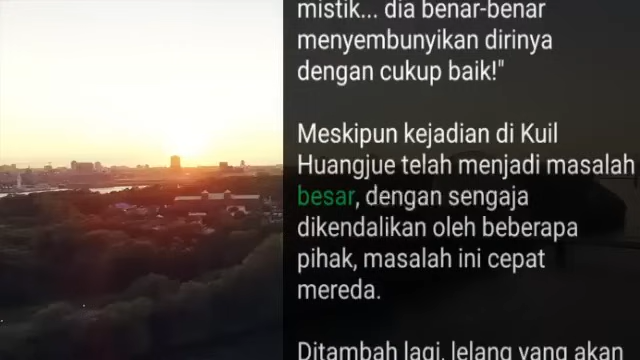 mistik... dia benar-benar
menyembunyikan dirinya
dengan cukup baik!"
Meskipun kejadian di Kuil
Huangjue telah menjadi masalah
besar, dengan sengaja
dikendalikan oleh beberapa
pihak, masalah ini cepat
mereda.
Ditambah lagi, lelang yang akan